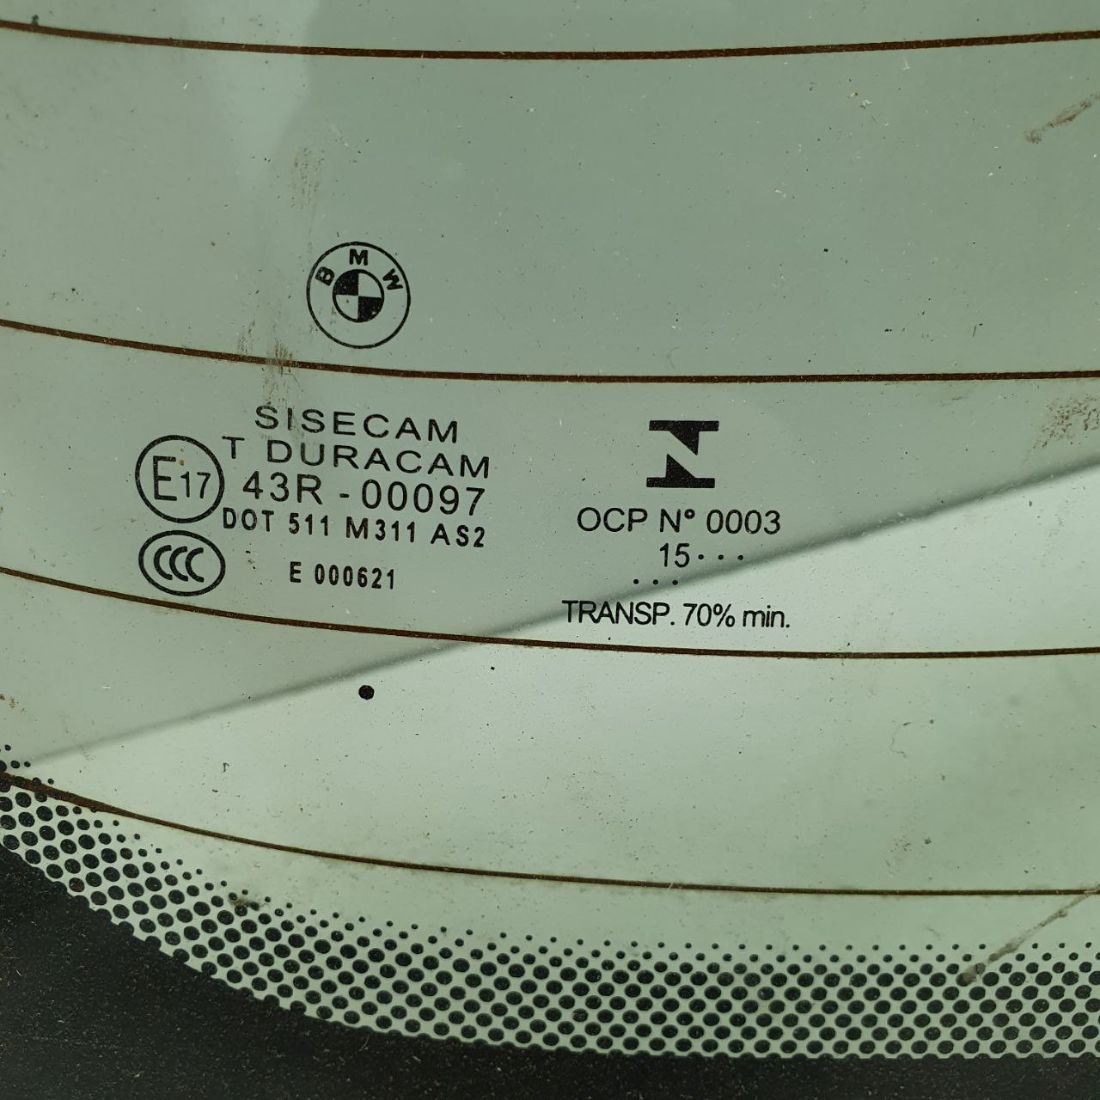 BMW
SISECAM
T DURACAM
E17
43R - 00097
DOT 511 M311 AS2
CCC
E 000621
N
OCP N° 0003
15···
···
TRANSP. 70% min.